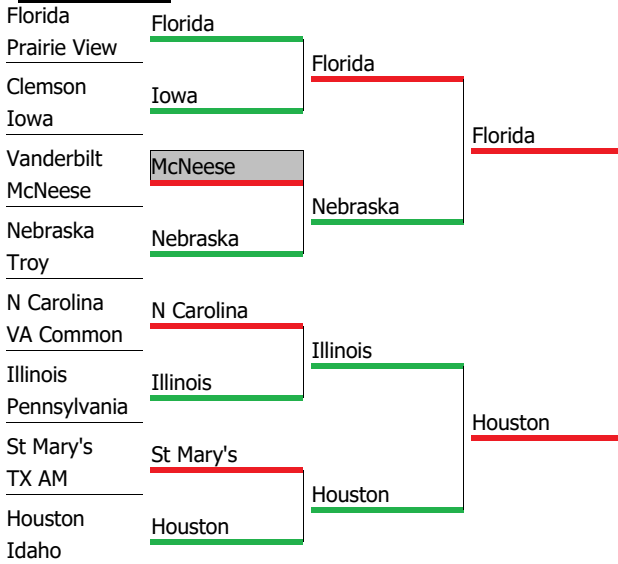 Florida
Prairie View
Clemson
Iowa
Vanderbilt
McNeese
Nebraska
Troy
N Carolina
VA Common
Illinois
Pennsylvania
St Mary's
TX AM
Houston
Idaho
Florida
Iowa
McNeese
Nebraska
N Carolina
Illinois
St Mary's
Houston
Florida
Nebraska
Illinois
Houston
Florida
Houston